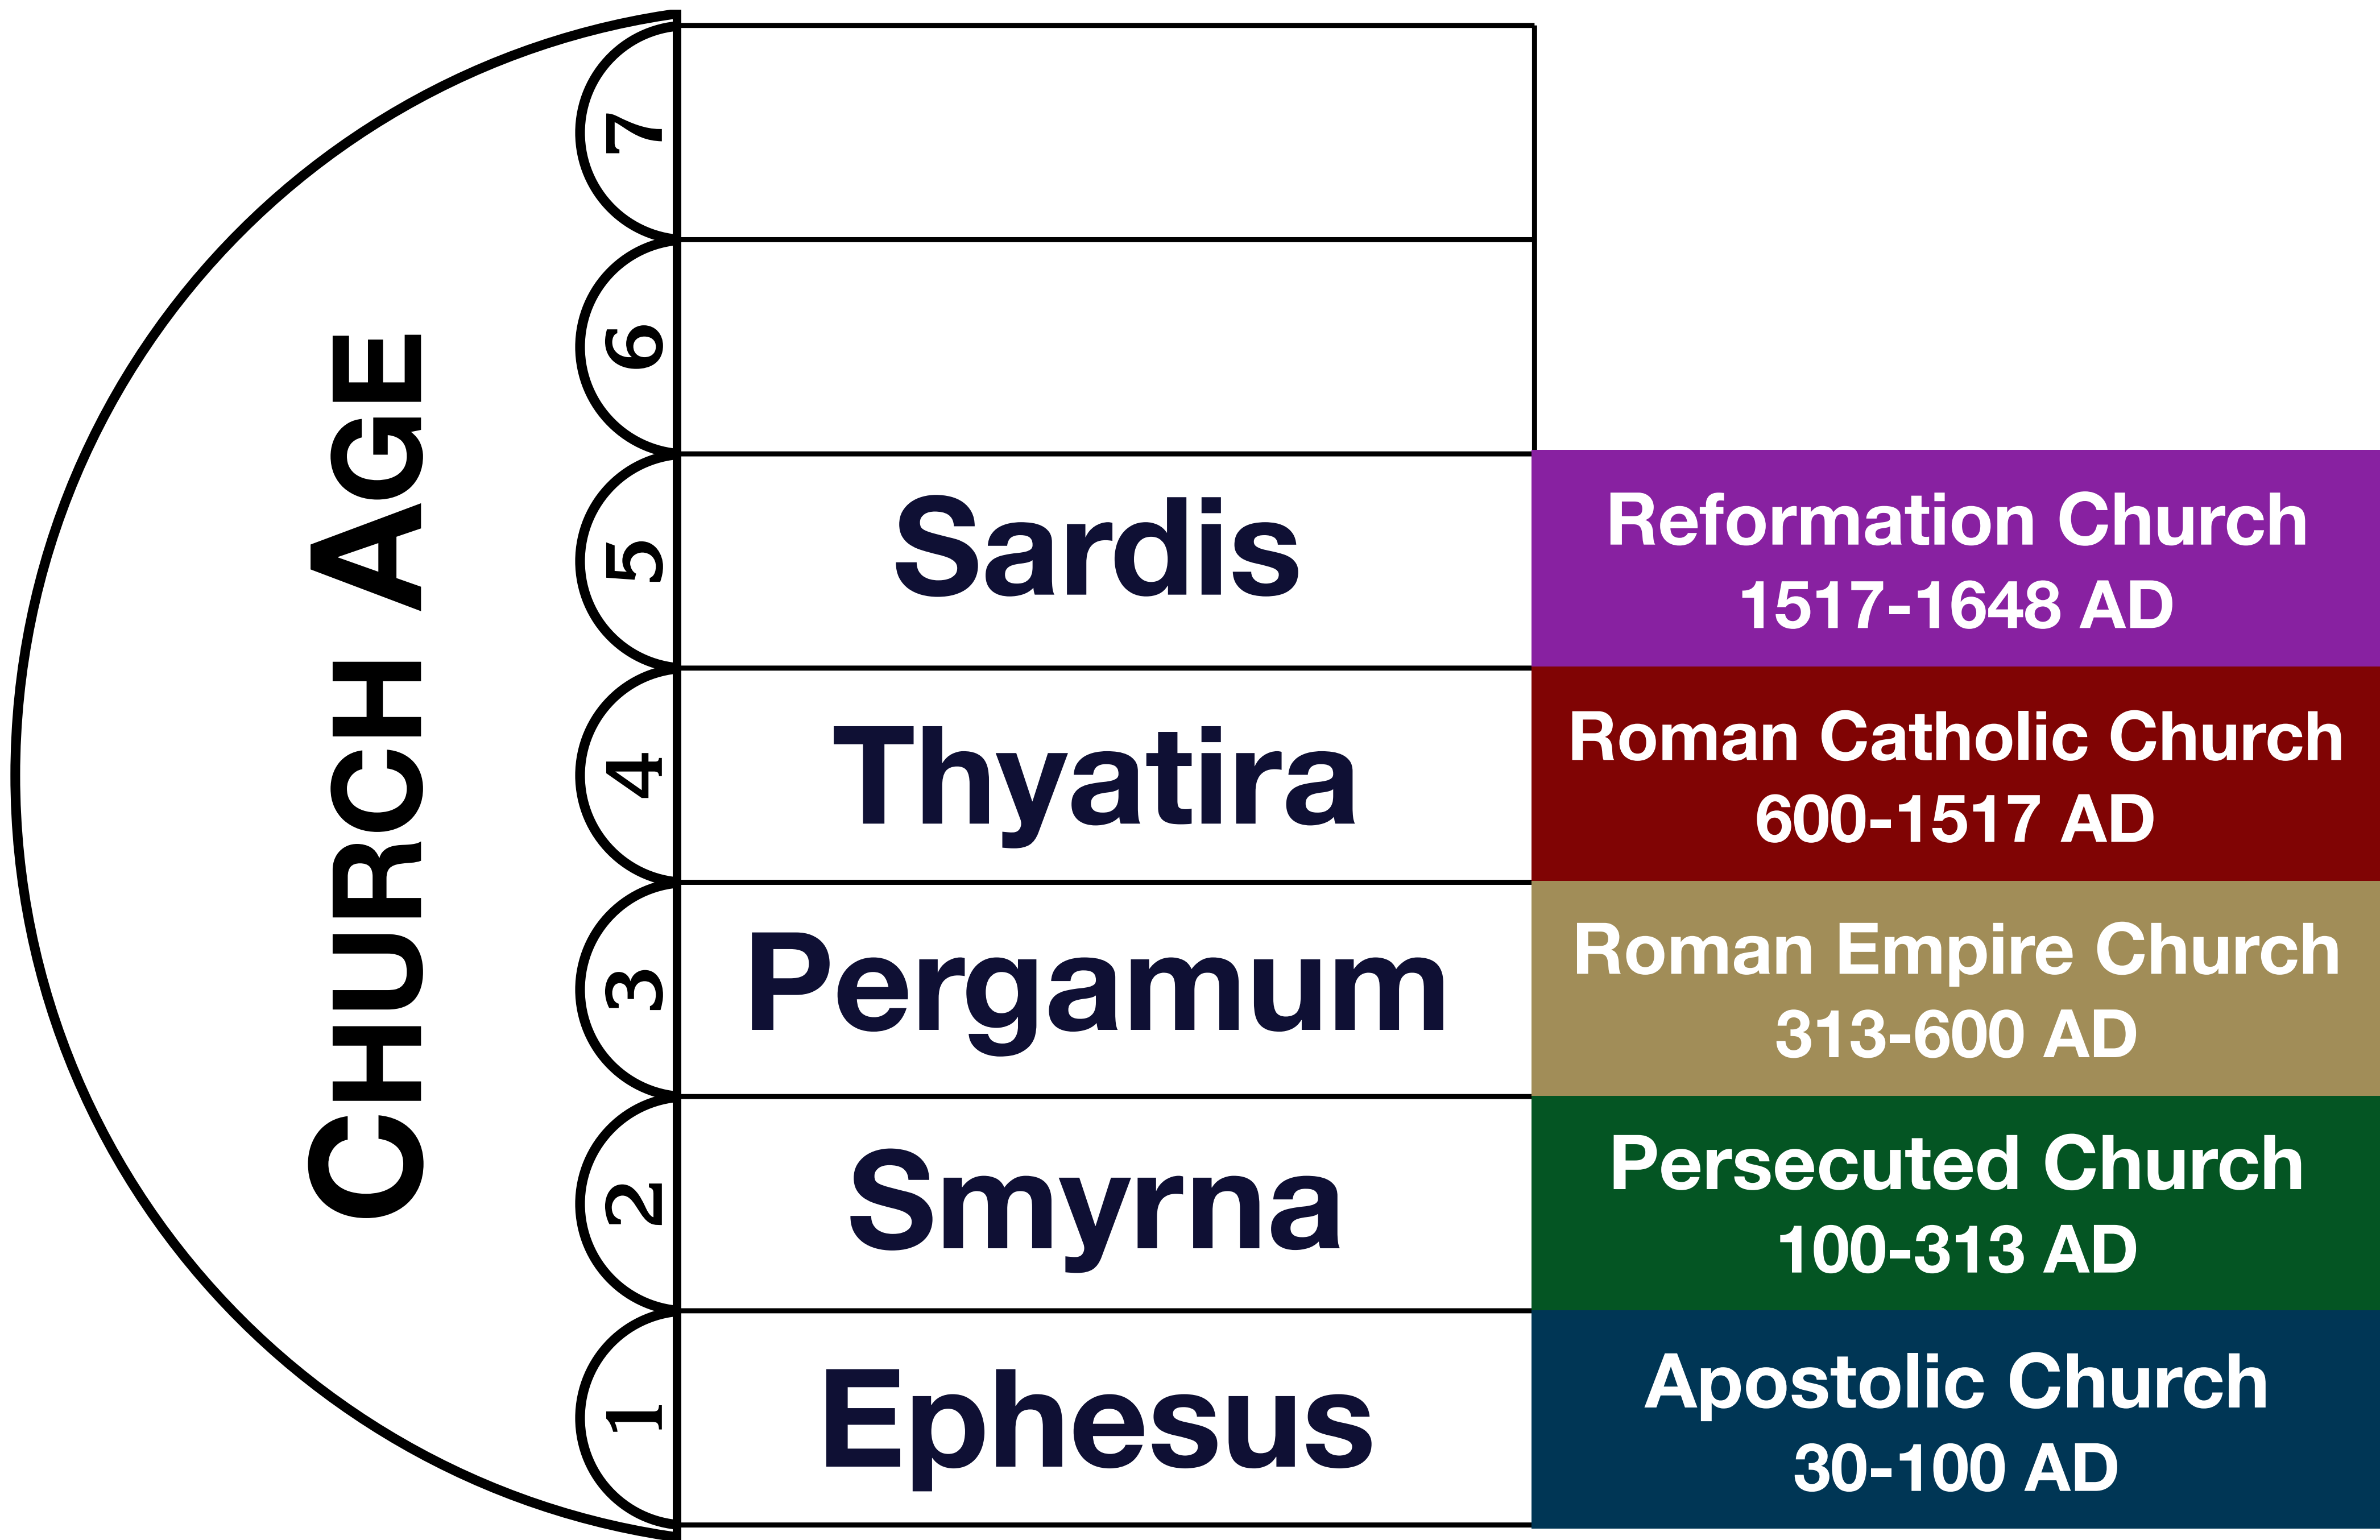 CHURCH AGE
7
6
5
Sardis
Reformation Church
1517-1648 AD
4
Thyatira
Roman Catholic Church
600-1517 AD
3
Pergamum
Roman Empire Church
313-600 AD
2
Smyrna
Persecuted Church
100-313 AD
1
Ephesus
Apostolic Church
30-100 AD